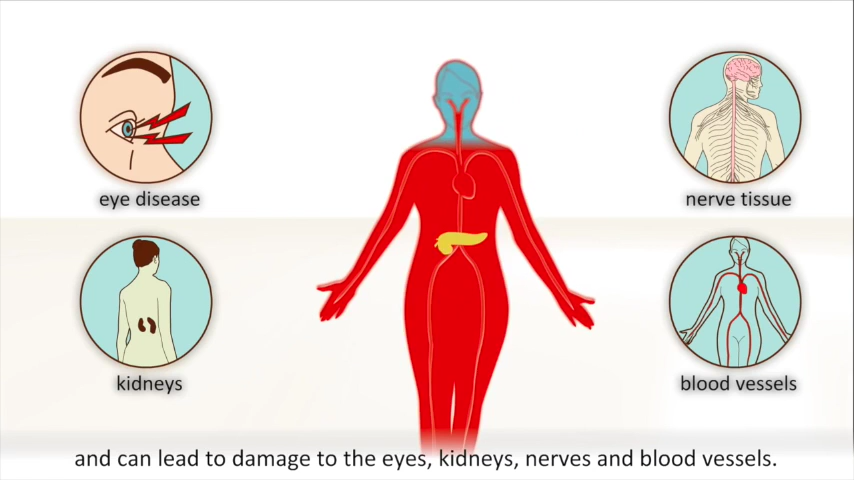 eye disease
nerve tissue
kidneys
blood vessels
and can lead to damage to the eyes, kidneys, nerves and blood vessels.